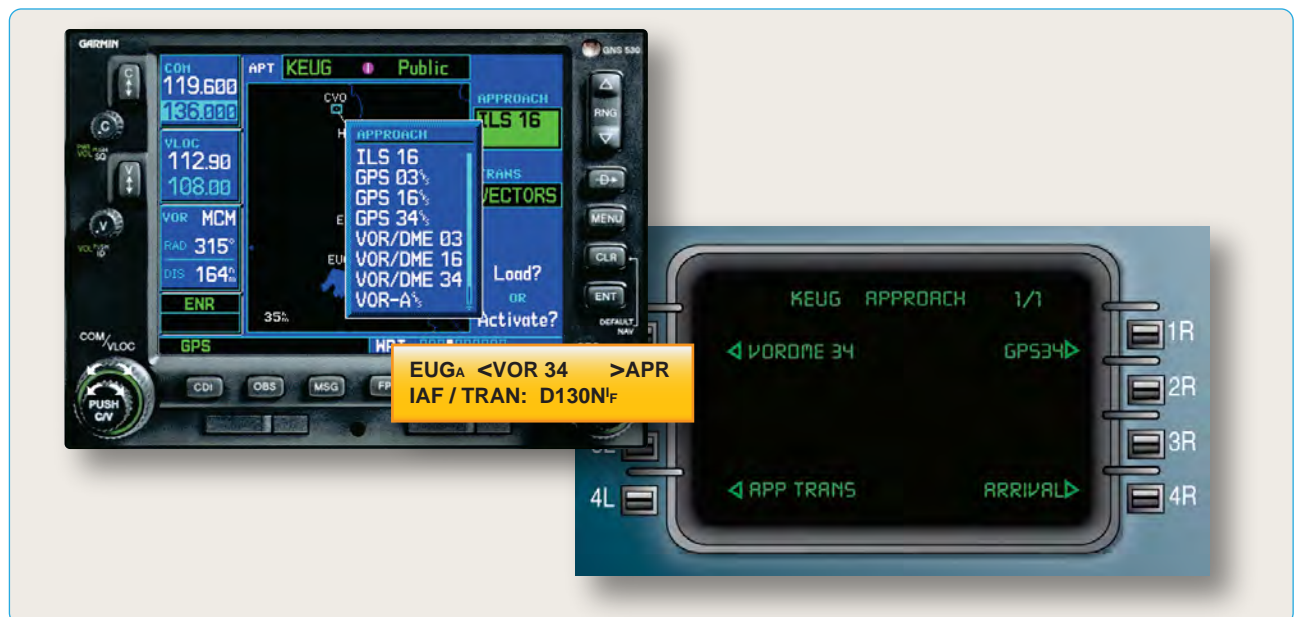 GARMIN
GNS 530
COM
119.600
136.000
VLOC
112.90
108.00
VOR MCM
RAD 315°
DIS 164
ENR
GPS
APT KEUG Public
CVO
35
APPROACH
ILS 16
GPS 03
GPS 16
GPS 34
VOR/DME 03
VOR/DME 16
VOR/DME 34
VOR-A
APPROACH
ILS 16
TRANS
VECTORS
Load?
OR
Activate?
C
V
COM/VLOC
PUSH
C/V
CDI
OBS
MSG
RNG
D
MENU
CLR
ENT
DEFAULT
NAV
EUGA <VOR 34 >APR
IAF / TRAN: D130NIF
KEUG APPROACH 1/1
VORDME 34 GPS34
APP TRANS ARRIVAL
4L
1R
2R
3R
4R